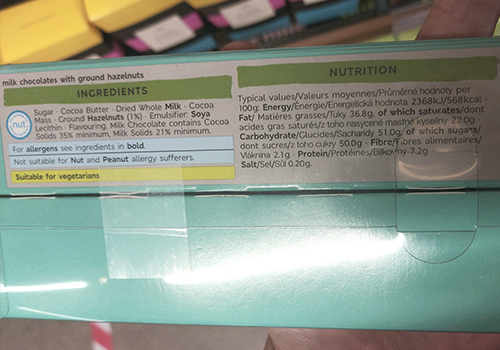 milk chocolates with ground hazelnuts
INGREDIENTS
nut
Sugar · Cocoa Butter · Dried Whole Milk · Cocoa
Mass · Ground Hazelnuts (1%) · Emulsifier: Soya
Lecithin · Flavouring. Milk Chocolate contains Cocoa
Solids 35% minimum, Milk Solids 21% minimum.
For allergens see ingredients in bold.
Not suitable for Nut and Peanut allergy sufferers.
Suitable for vegetarians
NUTRITION
Typical values/Valeurs moyennes/Průměrné hodnoty per
100g: Energy/Énergie/Energetická hodnota 2368kJ/568kcal ·
Fat/ Matières grasses/Tuky 36.8g, of which saturates/dont
acides gras saturés/z toho nasycené mastné kyseliny 22.0g ·
Carbohydrate/Glucides/Sacharidy 51.0g, of which sugars/
dont sucres/z toho cukry 50.0g · Fibre/Fibres alimentaires/
Vláknina 2.1g · Protein/Protéines/Bílkoviny 7.2g ·
Salt/Sel/Sůl 0.20g.